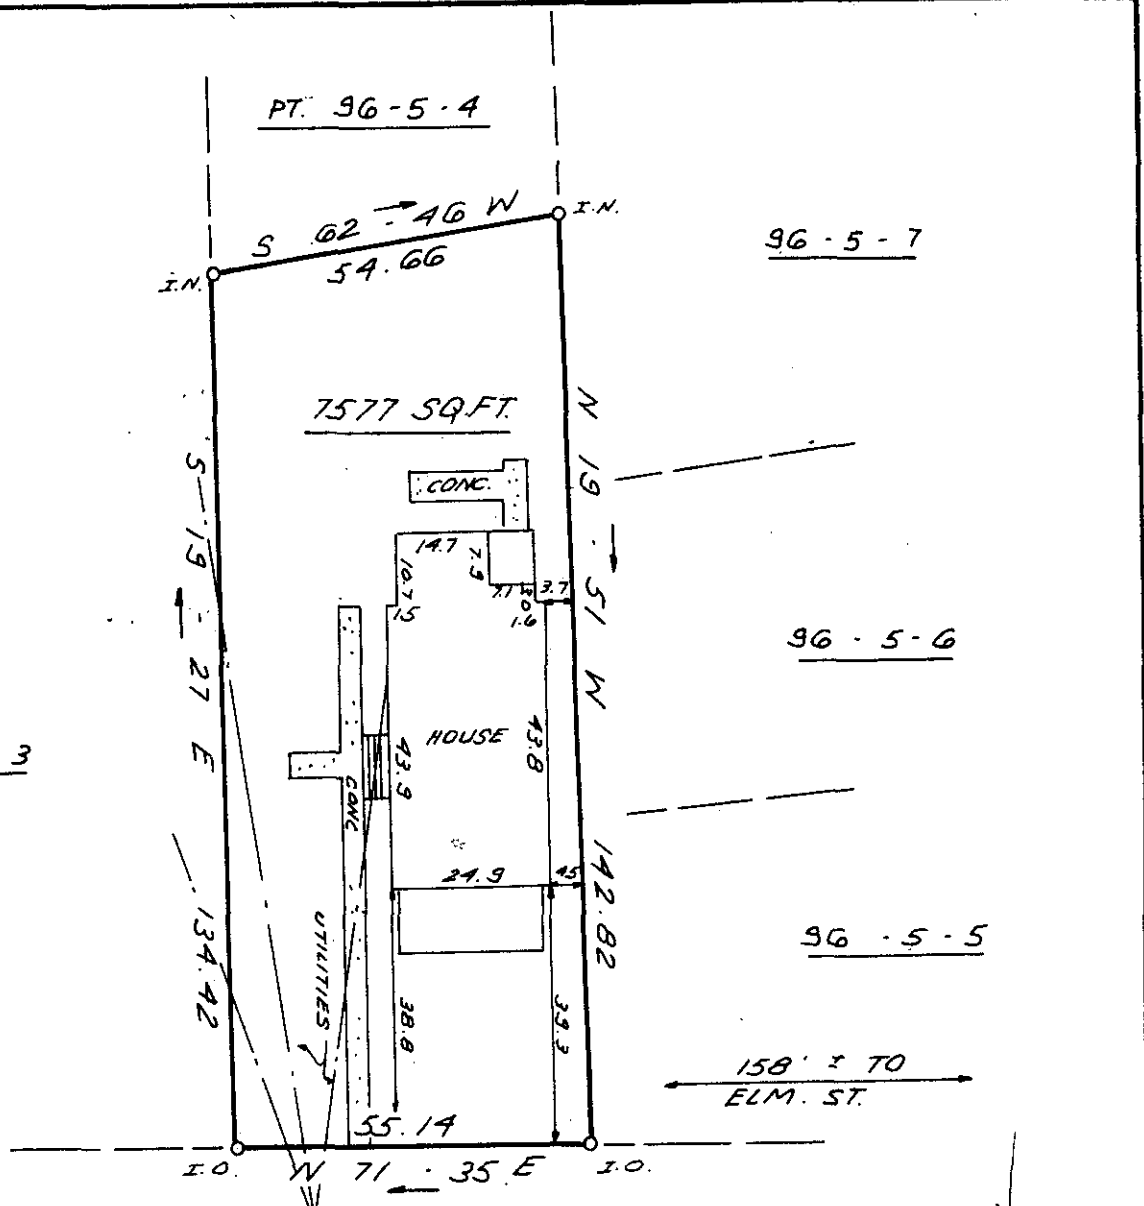 PT. 96-5-4
S 62-46 W
54.66
I.N.
I.N.
96-5-7
7577 SQ.FT.
N 19-51 W
142.82
S-19-27 E
134.42
CONC.
14.7
7.9
10.7
7.1
3.0
3.7
1.6
1.5
96-5-6
HOUSE
43.8
43.9
CONC
3
24.9
4.5
96-5-5
UTILITIES
38.8
39.3
158' ± TO
ELM. ST.
55.14
I.O.
N 71-35 E
I.O.